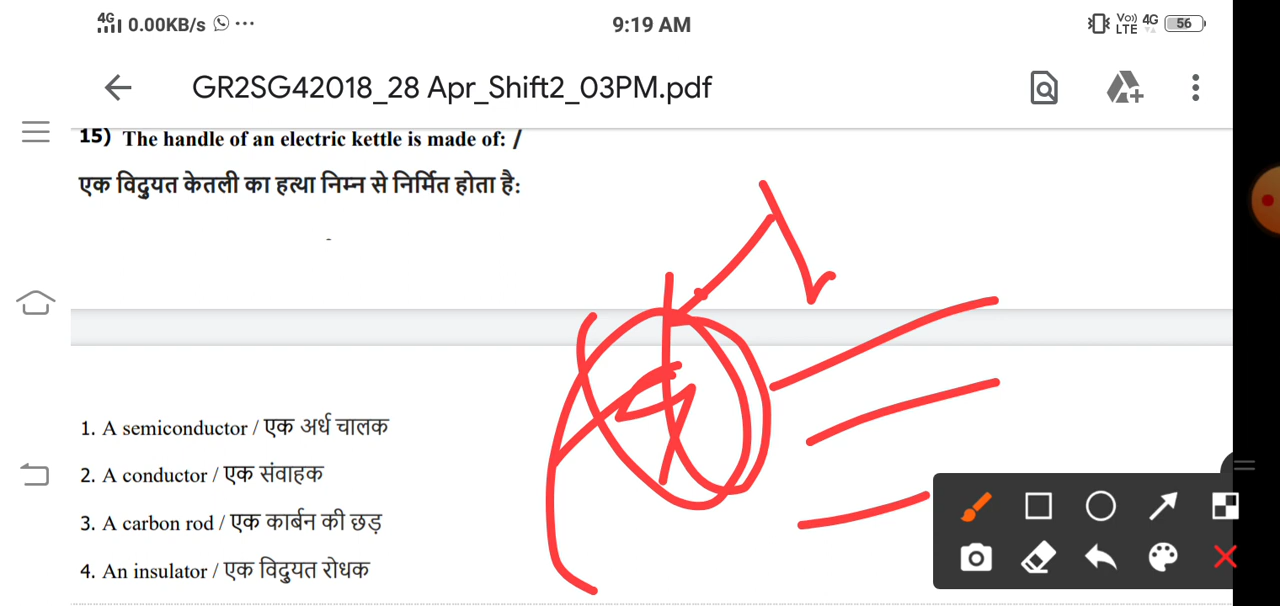 4G 0.00KB/s ... 9:19 AM Vo)) LTE 4G 56
GR2SG42018_28 Apr_Shift2_03PM.pdf
15) The handle of an electric kettle is made of: /
एक विदुयत केतली का हत्था निम्न से निर्मित होता है:
1. A semiconductor / एक अर्ध चालक
2. A conductor / एक संवाहक
3. A carbon rod / एक कार्बन की छड़
4. An insulator / एक विदुयत रोधक